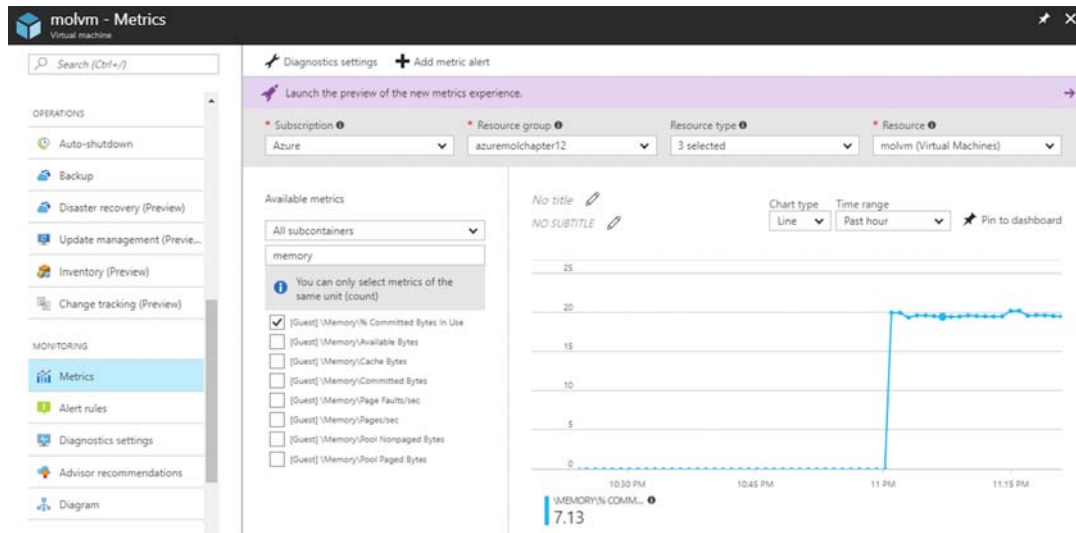 molvm - Metrics
Virtual machine
Search (Ctrl+/)
OPERATIONS
Auto-shutdown
Backup
Disaster recovery (Preview)
Update management (Previe...
Inventory (Preview)
Change tracking (Preview)
MONITORING
Metrics
Alert rules
Diagnostics settings
Advisor recommendations
Diagram
Diagnostics settings Add metric alert
Launch the preview of the new metrics experience.
* Subscription * Resource group Resource type * Resource
Azure azuremolchapter12 3 selected molvm (Virtual Machines)
Available metrics
All subcontainers
memory
You can only select metrics of the
same unit (count)
[Guest] \Memory\% Committed Bytes In Use
[Guest] \Memory\Available Bytes
[Guest] \Memory\Cache Bytes
[Guest] \Memory\Committed Bytes
[Guest] \Memory\Page Faults/sec
[Guest] \Memory\Pages/sec
[Guest] \Memory\Pool Nonpaged Bytes
[Guest] \Memory\Pool Paged Bytes
No title
NO SUBTITLE
Chart type Time range
Line Past hour Pin to dashboard
25
20
15
10
5
0
10:30 PM 10:45 PM 11 PM 11:15 PM
\MEMORY\% COMM...
7.13